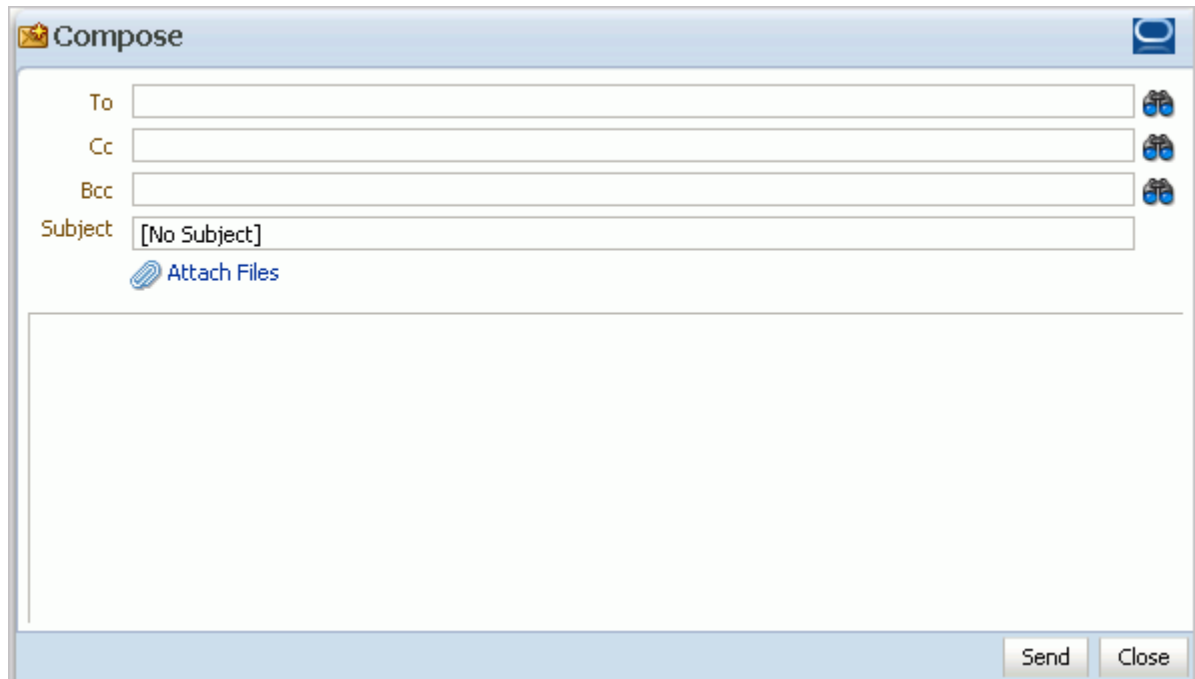 Compose
To
Cc
Bcc
Subject [No Subject]
Attach Files
Send Close